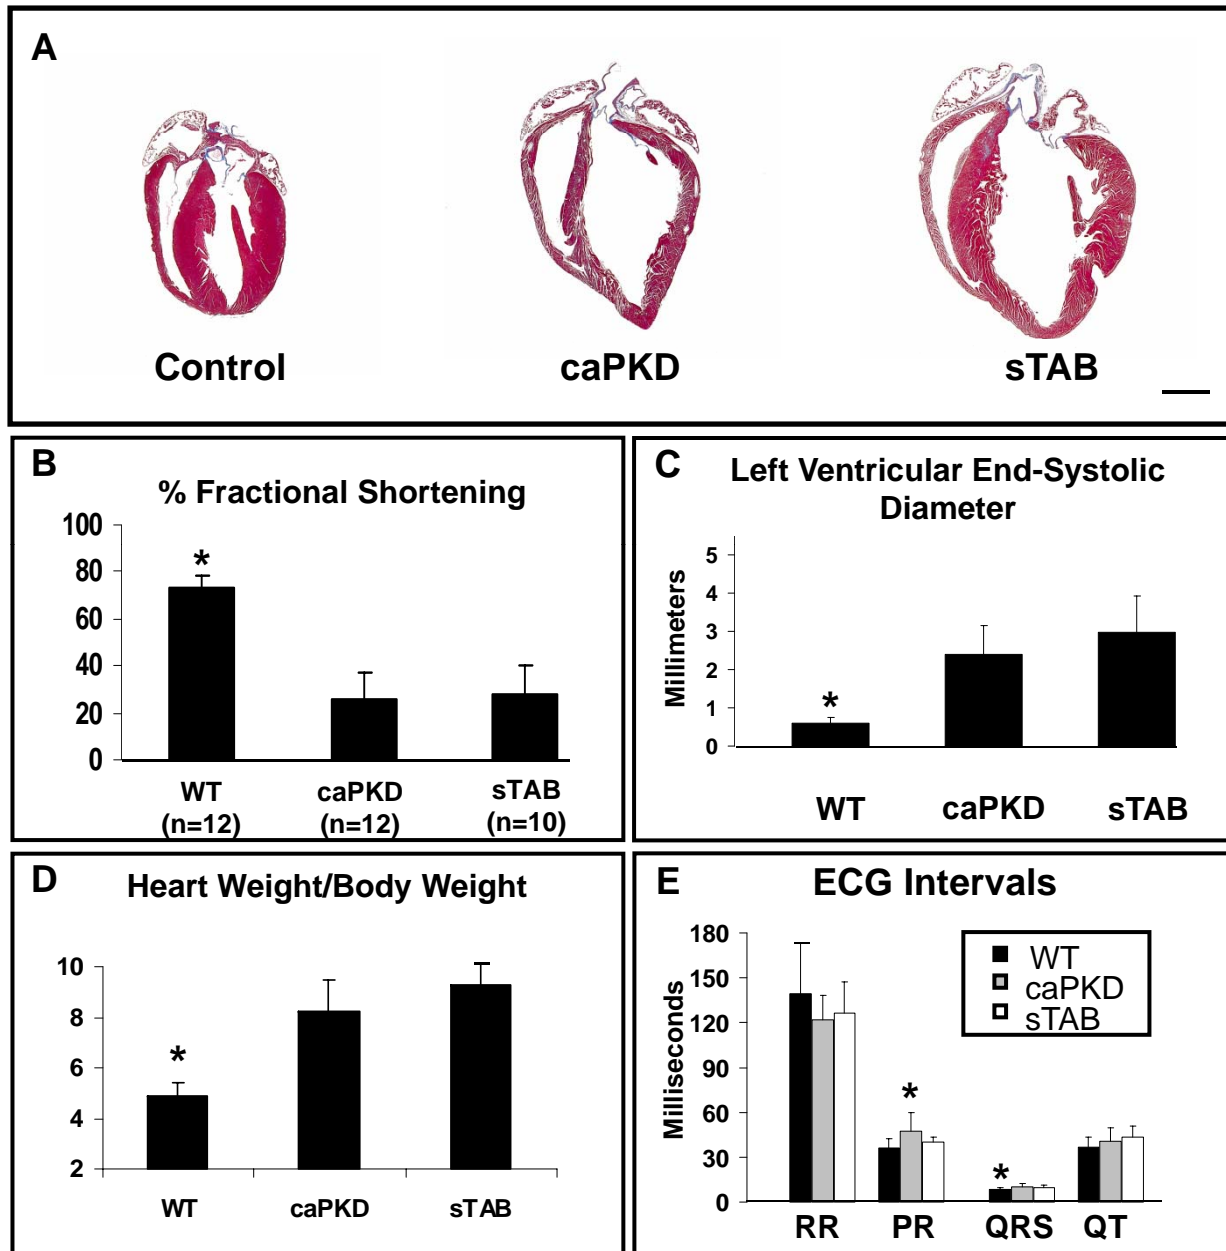 A
Control
caPKD
sTAB
B
% Fractional Shortening
100
80
60
40
20
0
*
WT
(n=12)
caPKD
(n=12)
sTAB
(n=10)
C
Left Ventricular End-Systolic
Diameter
Millimeters
5
4
3
2
1
0
*
WT
caPKD
sTAB
D
Heart Weight/Body Weight
10
8
6
4
2
*
WT
caPKD
sTAB
E
ECG Intervals
Milliseconds
180
150
120
90
60
30
0
WT
caPKD
sTAB
*
*
RR
PR
QRS
QT